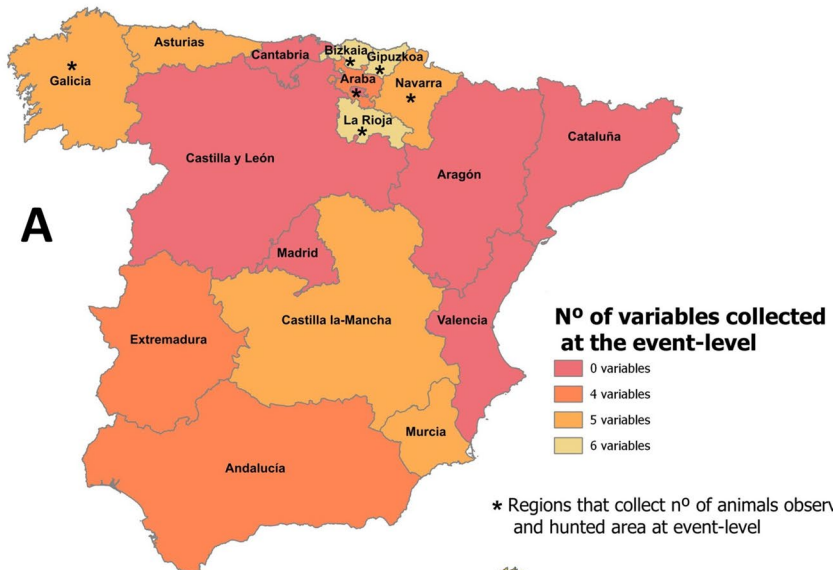 Asturias
Cantabria
Bizkaia
Gipuzkoa
*
*
*
Galicia
Araba
*
Navarra
*
La Rioja
*
Cataluña
Castilla y León
Aragón
A
Madrid
Castilla la-Mancha
Valencia
Extremadura
Nº of variables collected
at the event-level
0 variables
4 variables
5 variables
6 variables
Murcia
Andalucía
* Regions that collect nº of animals observ
and hunted area at event-level